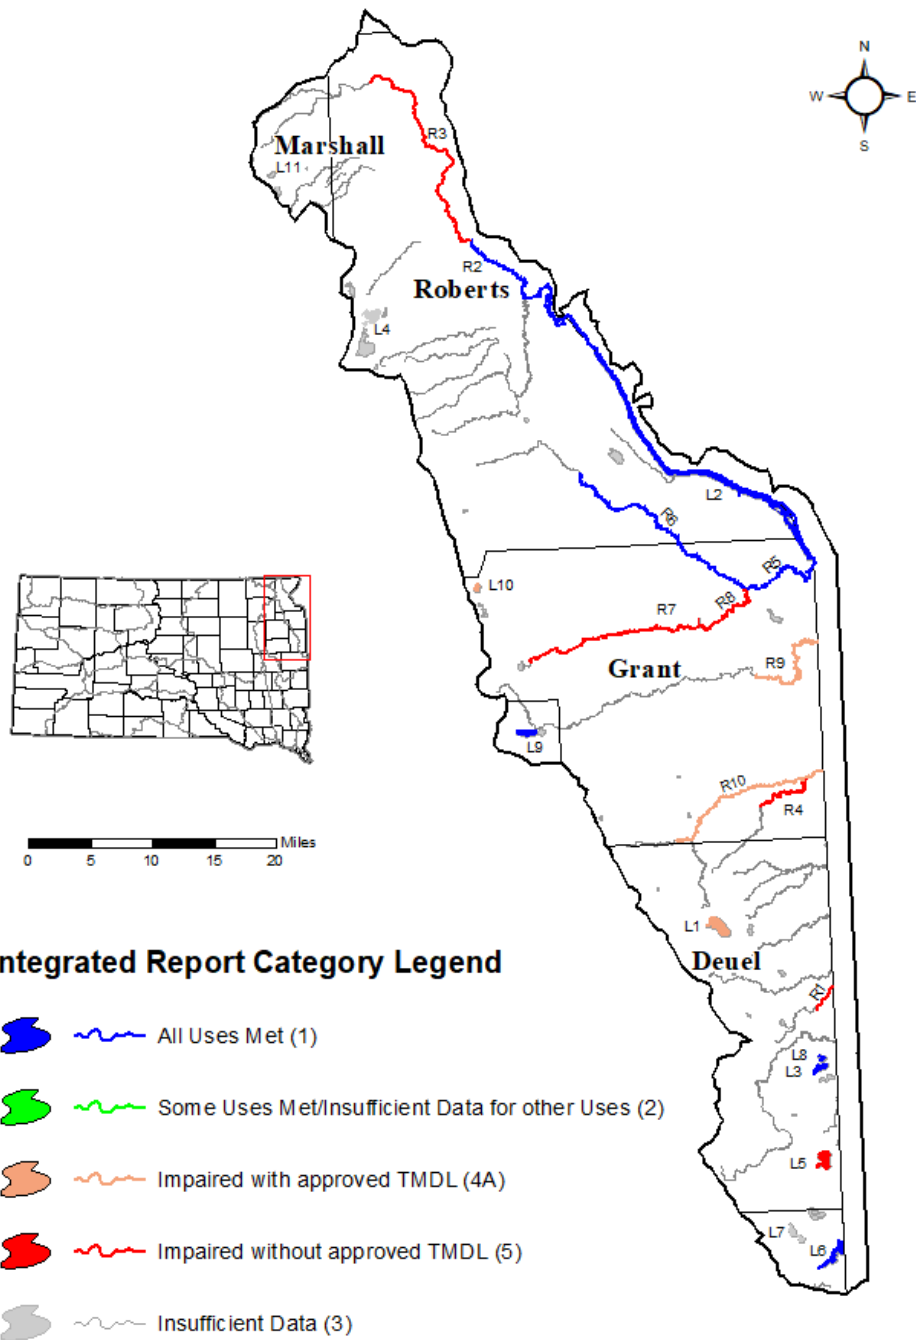 N
W E
S
Marshall
R3
L11
R2
Roberts
L4
L2
R6
R5
L10
R8
R7
Grant
R9
L9
R10
R4
Miles
0 5 10 15 20
L1
Deuel
R1
L8
L3
L5
L7
L6
ntegrated Report Category Legend
All Uses Met (1)
Some Uses Met/Insufficient Data for other Uses (2)
Impaired with approved TMDL (4A)
Impaired without approved TMDL (5)
Insufficient Data (3)